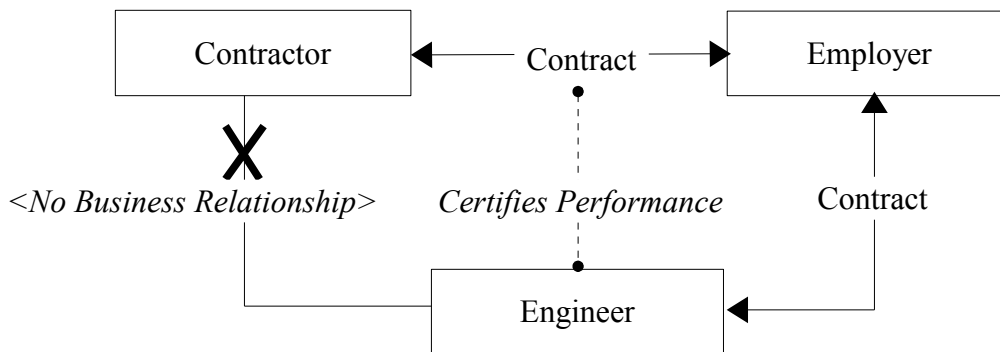 Contractor
Contract
Employer
<No Business Relationship>
Certifies Performance
Contract
Engineer